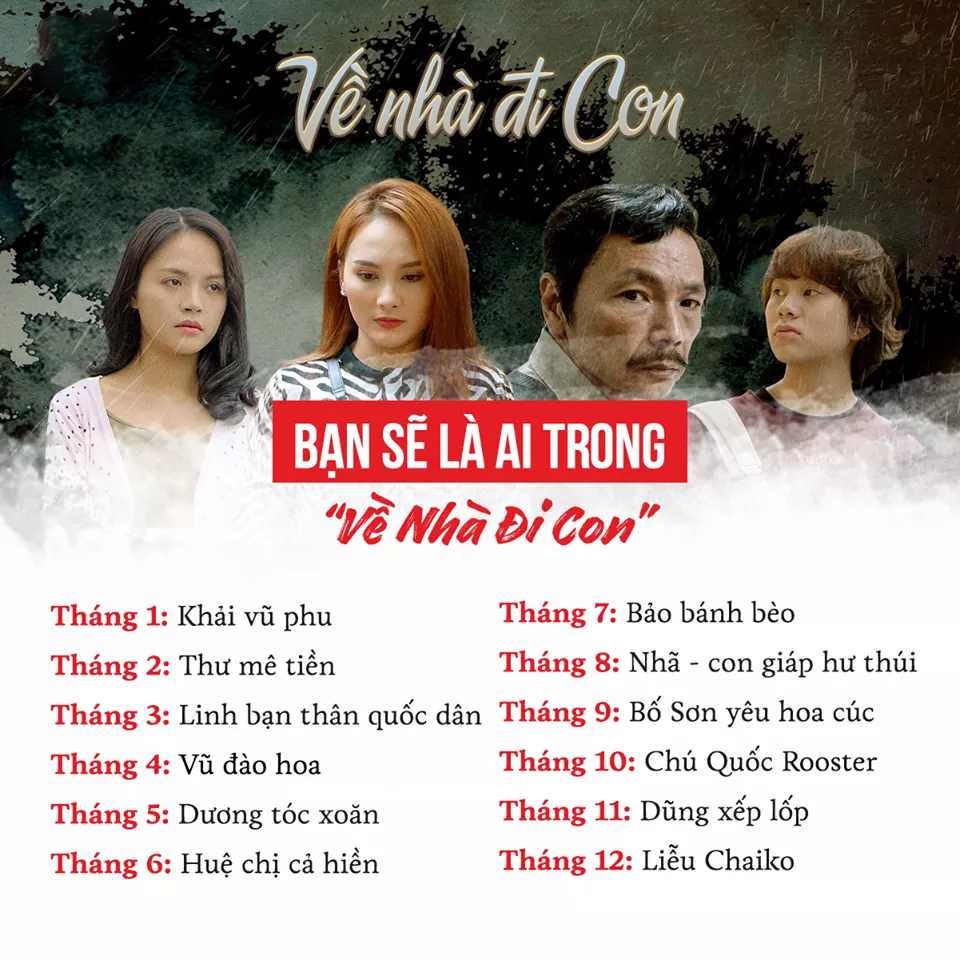 Về nhà đi Con
BẠN SẼ LÀ AI TRONG
"Về Nhà Đi Con"
Tháng 1: Khải vũ phu
Tháng 2: Thư mê tiền
Tháng 3: Linh bạn thân quốc dân
Tháng 4: Vũ đào hoa
Tháng 5: Dương tóc xoăn
Tháng 6: Huệ chị cả hiền
Tháng 7: Bảo bánh bèo
Tháng 8: Nhã - con giáp hư thúi
Tháng 9: Bố Sơn yêu hoa cúc
Tháng 10: Chú Quốc Rooster
Tháng 11: Dũng xếp lốp
Tháng 12: Liễu Chaiko